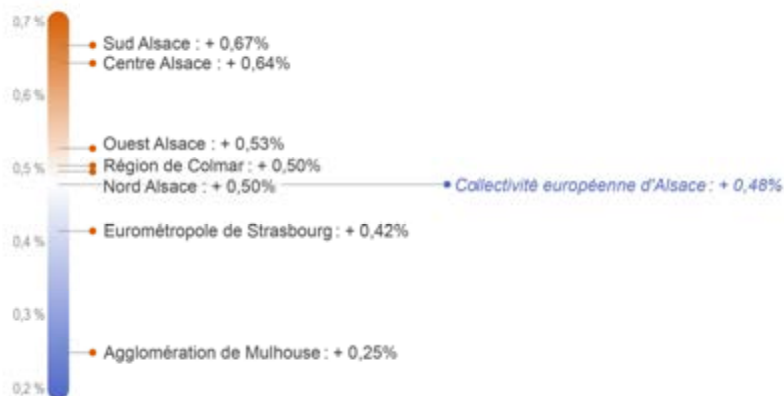 0,7 %
Sud Alsace : + 0,67%
Centre Alsace : + 0,64%
0,6 %
Ouest Alsace : + 0,53%
Région de Colmar : + 0,50%
0,5 %
Nord Alsace : + 0,50%
Collectivité européenne d'Alsace : + 0,48%
Eurométropole de Strasbourg : + 0,42%
0,4 %
0,3 %
Agglomération de Mulhouse : + 0,25%
0,2 %